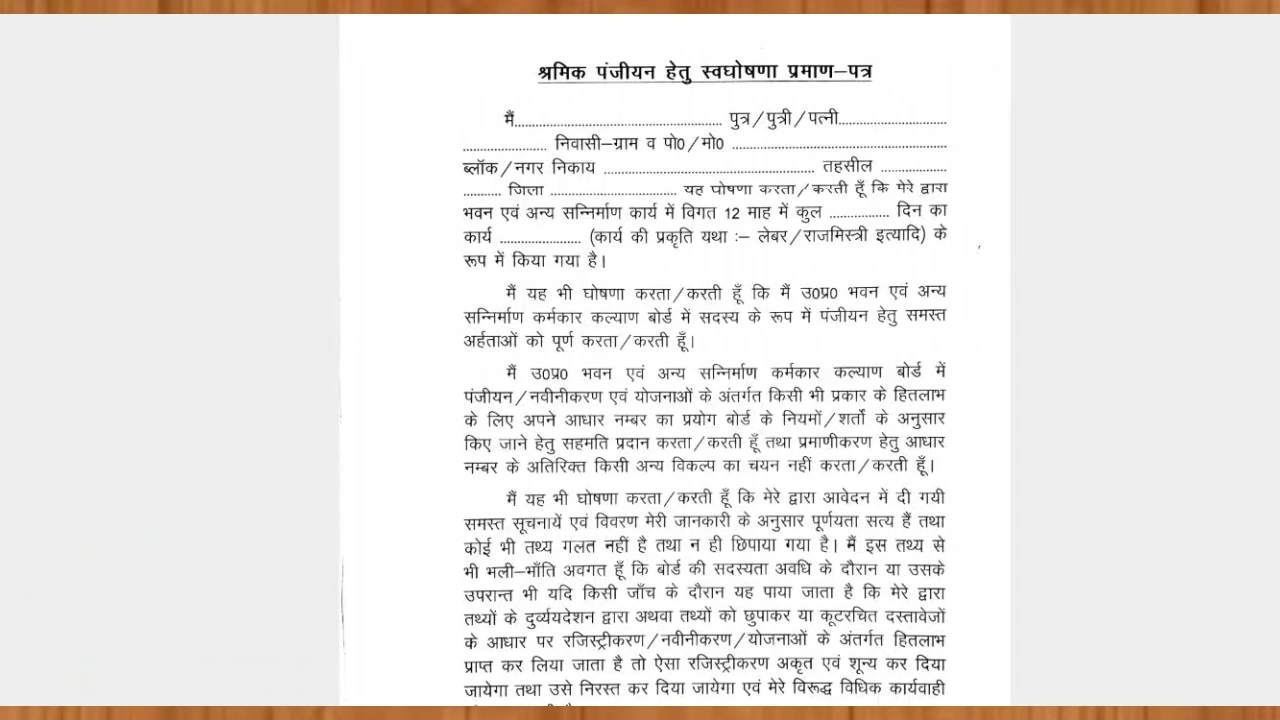 श्रमिक पंजीयन हेतु स्वघोषणा प्रमाण–पत्र
मैं.................................................... पुत्र/पुत्री/पत्नी...........................
..................... निवासी–ग्राम व पो0/मो0 ......................................................
ब्लॉक/नगर निकाय ..................................................... तहसील ................
.......... जिला ................................ यह घोषणा करता/करती हूँ कि मेरे द्वारा
भवन एवं अन्य सन्निर्माण कार्य में विगत 12 माह में कुल ............... दिन का
कार्य .................... (कार्य की प्रकृति यथा :– लेबर/राजमिस्त्री इत्यादि) के
रूप में किया गया है।
मैं यह भी घोषणा करता/करती हूँ कि मैं उ0प्र0 भवन एवं अन्य
सन्निर्माण कर्मकार कल्याण बोर्ड में सदस्य के रूप में पंजीयन हेतु समस्त
अर्हताओं को पूर्ण करता/करती हूँ।
मैं उ0प्र0 भवन एवं अन्य सन्निर्माण कर्मकार कल्याण बोर्ड में
पंजीयन/नवीनीकरण एवं योजनाओं के अंतर्गत किसी भी प्रकार के हितलाभ
के लिए अपने आधार नम्बर का प्रयोग बोर्ड के नियमों/शर्तो के अनुसार
किए जाने हेतु सहमति प्रदान करता/करती हूँ तथा प्रमाणीकरण हेतु आधार
नम्बर के अतिरिक्त किसी अन्य विकल्प का चयन नहीं करता/करती हूँ।
मैं यह भी घोषणा करता/करती हूँ कि मेरे द्वारा आवेदन में दी गयी
समस्त सूचनायें एवं विवरण मेरी जानकारी के अनुसार पूर्णयता सत्य हैं तथा
कोई भी तथ्य गलत नहीं है तथा न ही छिपाया गया है। मैं इस तथ्य से
भी भली–भाँति अवगत हूँ कि बोर्ड की सदस्यता अवधि के दौरान या उसके
उपरान्त भी यदि किसी जाँच के दौरान यह पाया जाता है कि मेरे द्वारा
तथ्यों के दुर्व्ययदेशन द्वारा अथवा तथ्यों को छुपाकर या कूटरचित दस्तावेजों
के आधार पर रजिस्ट्रीकरण/नवीनीकरण/योजनाओं के अंतर्गत हितलाभ
प्राप्त कर लिया जाता है तो ऐसा रजिस्ट्रीकरण अकृत एवं शून्य कर दिया
जायेगा तथा उसे निरस्त कर दिया जायेगा एवं मेरे विरूद्ध विधिक कार्यवाही